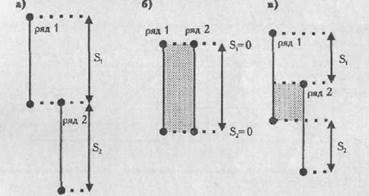 а)
б)
в)
ряд 1
S₁
ряд 2
S₂
ряд 1
ряд 2
S₁=0
S₂=0
ряд 1
S₁
ряд 2
S₂